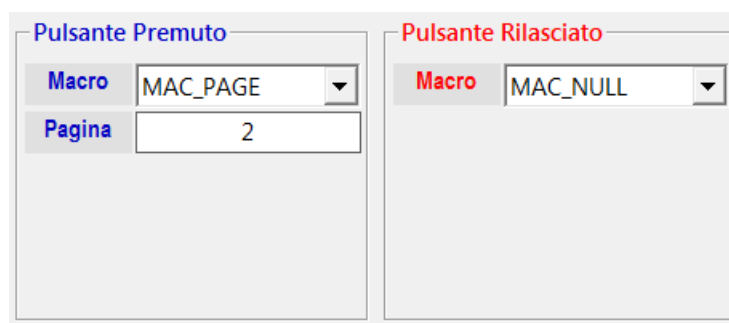 Pulsante Premuto
Macro MAC_PAGE
Pagina 2
Pulsante Rilasciato
Macro MAC_NULL